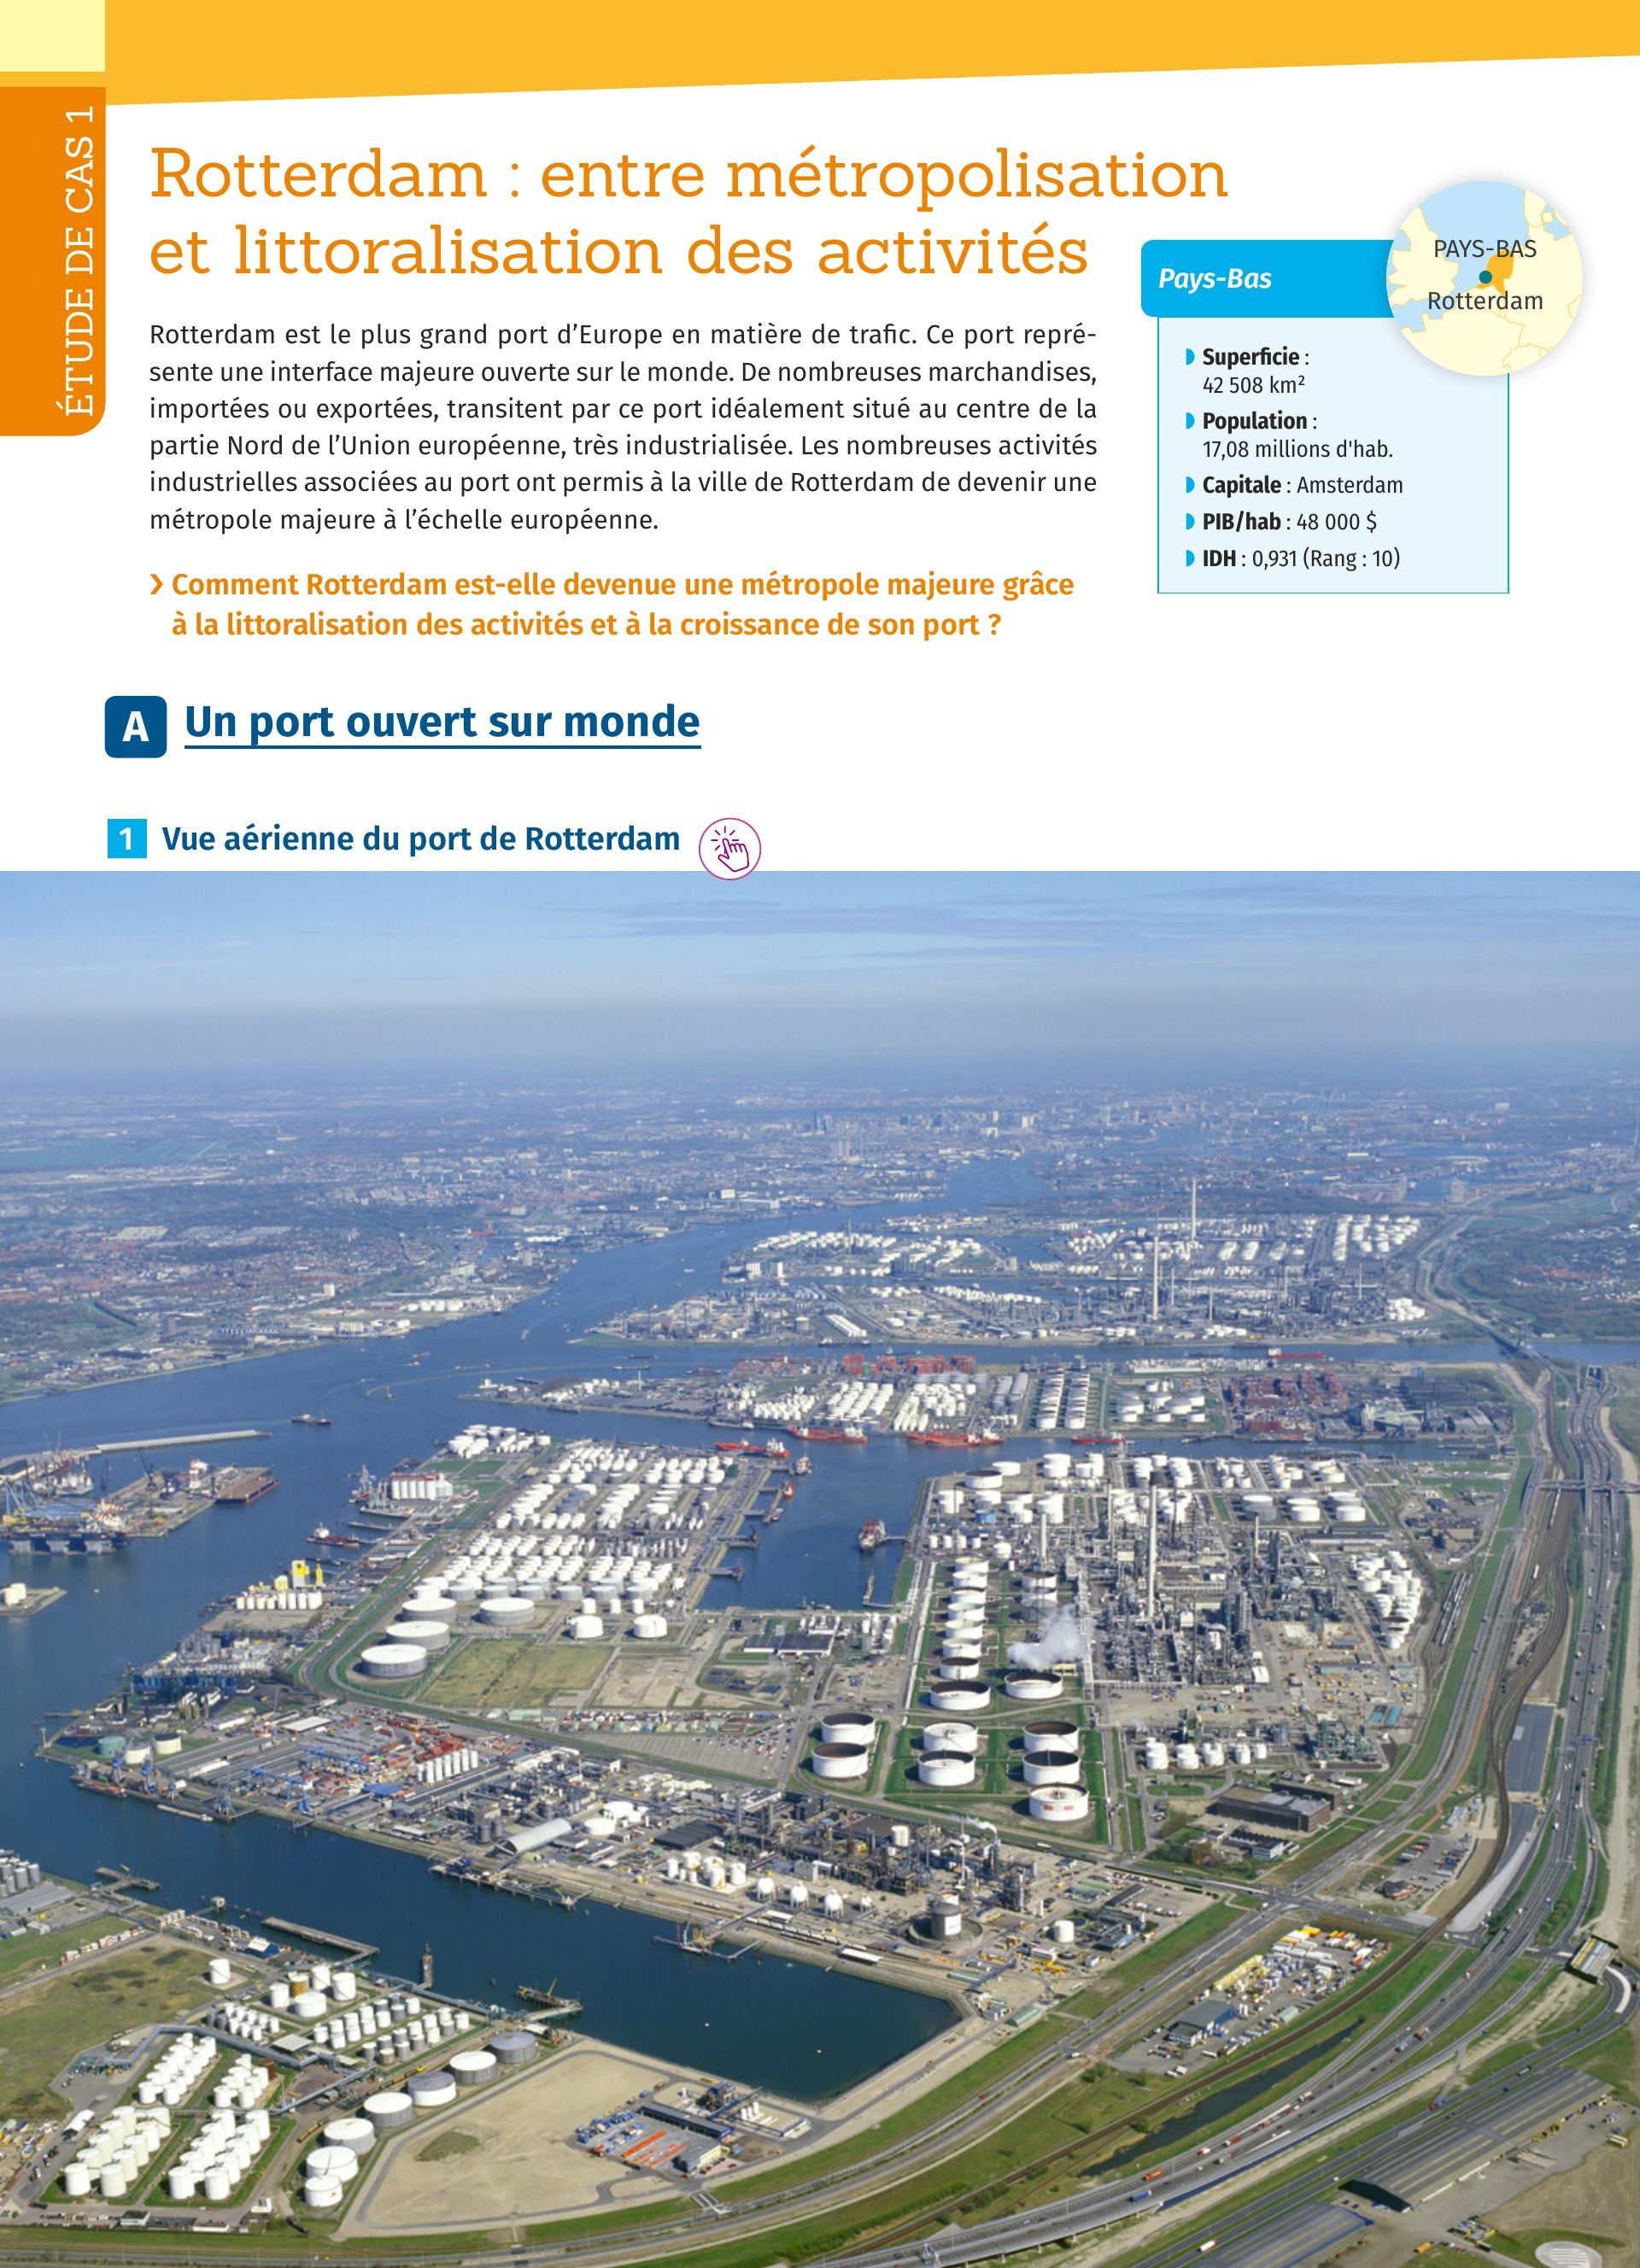 ÉTUDE DE CAS 1
Rotterdam : entre métropolisation
et littoralisation des activités
Rotterdam est le plus grand port d’Europe en matière de trafic. Ce port repré-
sente une interface majeure ouverte sur le monde. De nombreuses marchandises,
importées ou exportées, transitent par ce port idéalement situé au centre de la
partie Nord de l’Union européenne, très industrialisée. Les nombreuses activités
industrielles associées au port ont permis à la ville de Rotterdam de devenir une
métropole majeure à l’échelle européenne.
› Comment Rotterdam est-elle devenue une métropole majeure grâce
à la littoralisation des activités et à la croissance de son port ?
Pays-Bas
PAYS-BAS
Rotterdam
Superficie :
42 508 km²
Population :
17,08 millions d'hab.
Capitale : Amsterdam
PIB/hab : 48 000 $
IDH : 0,931 (Rang : 10)
A Un port ouvert sur monde
1 Vue aérienne du port de Rotterdam